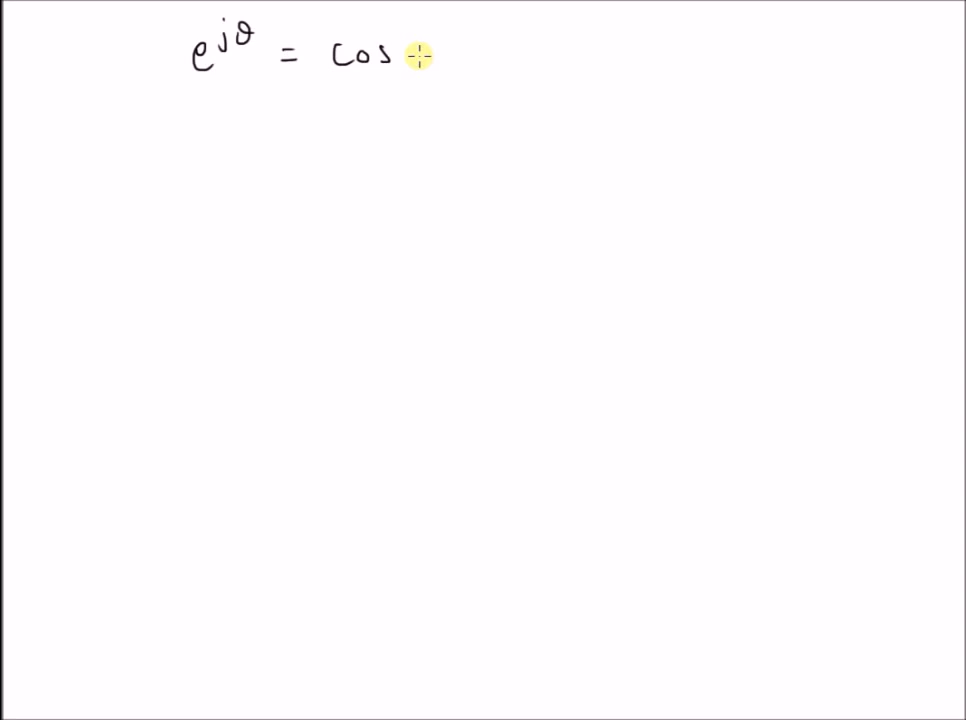 e^{jθ} = cos